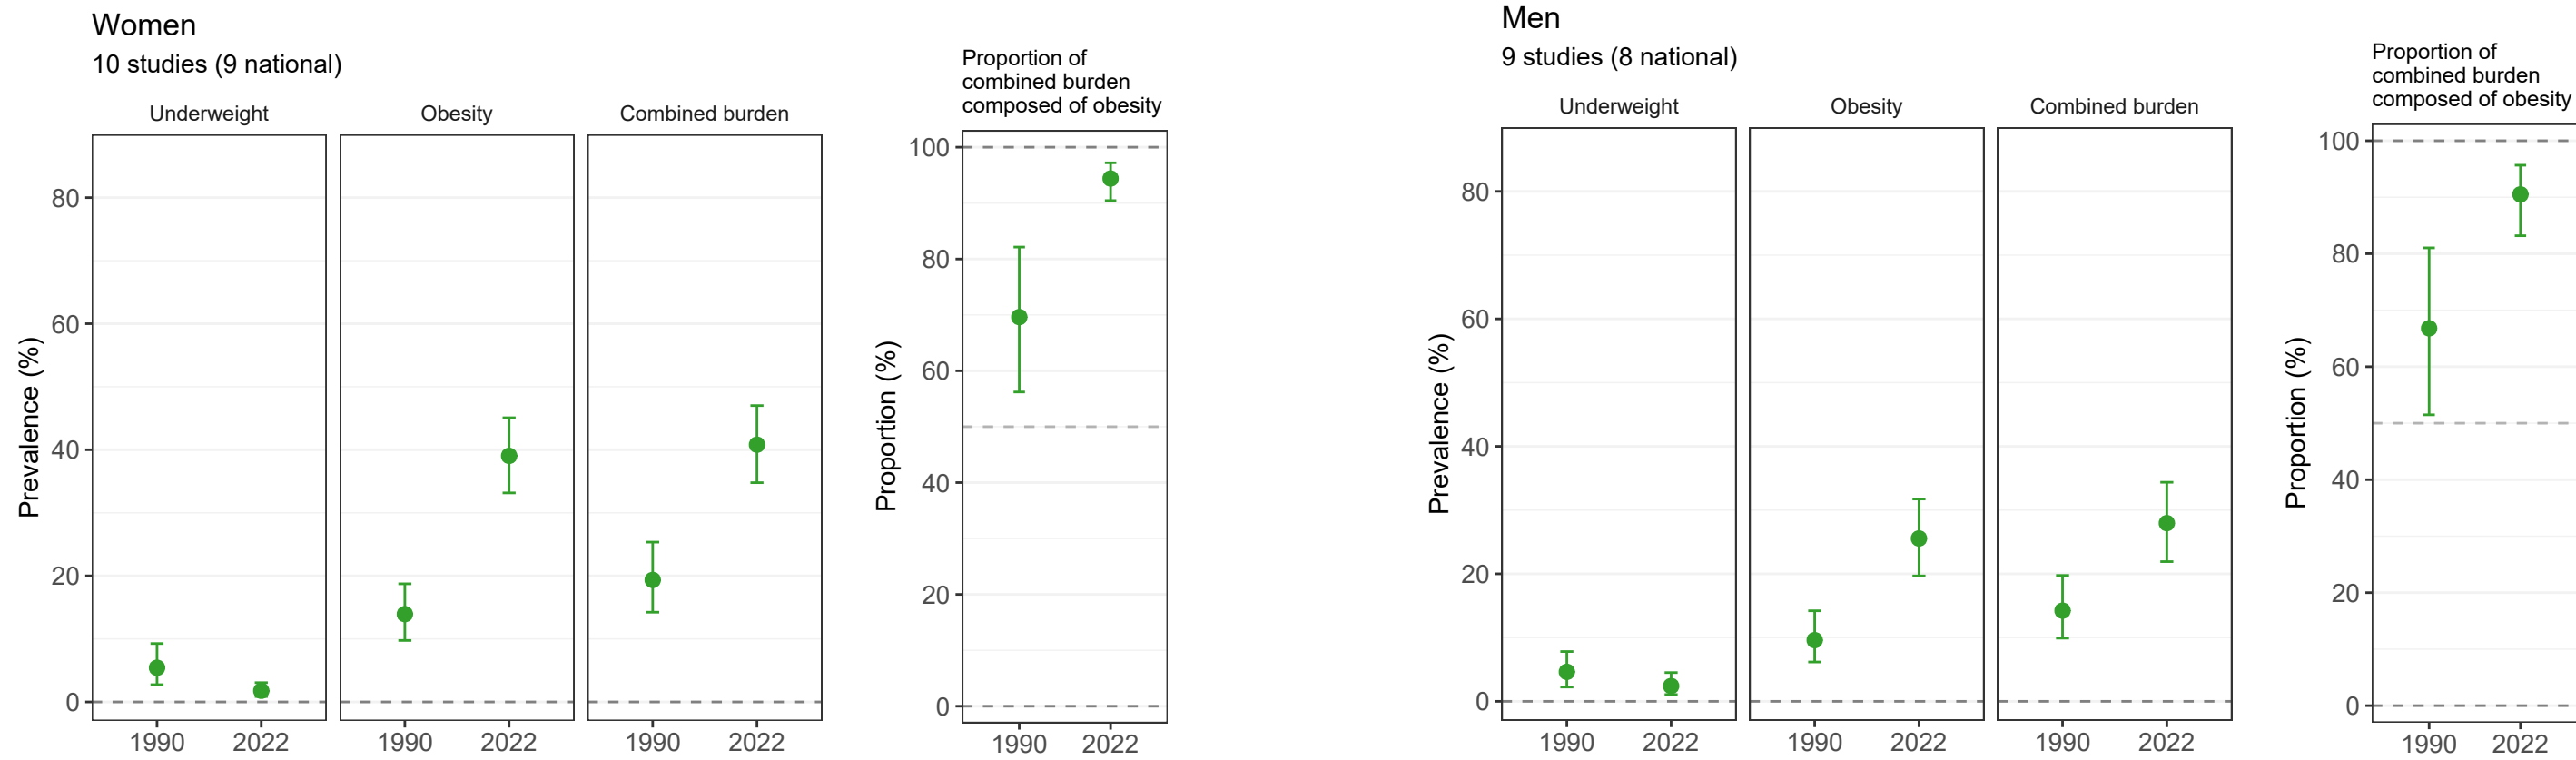 Women
10 studies (9 national)
Underweight
Obesity
Combined burden
Prevalence (%)
80
60
40
20
0
1990 2022
1990 2022
1990 2022
Proportion of
combined burden
composed of obesity
Proportion (%)
100
80
60
40
20
0
1990 2022
Men
9 studies (8 national)
Underweight
Obesity
Combined burden
Prevalence (%)
80
60
40
20
0
1990 2022
1990 2022
1990 2022
Proportion of
combined burden
composed of obesity
Proportion (%)
100
80
60
40
20
0
1990 2022